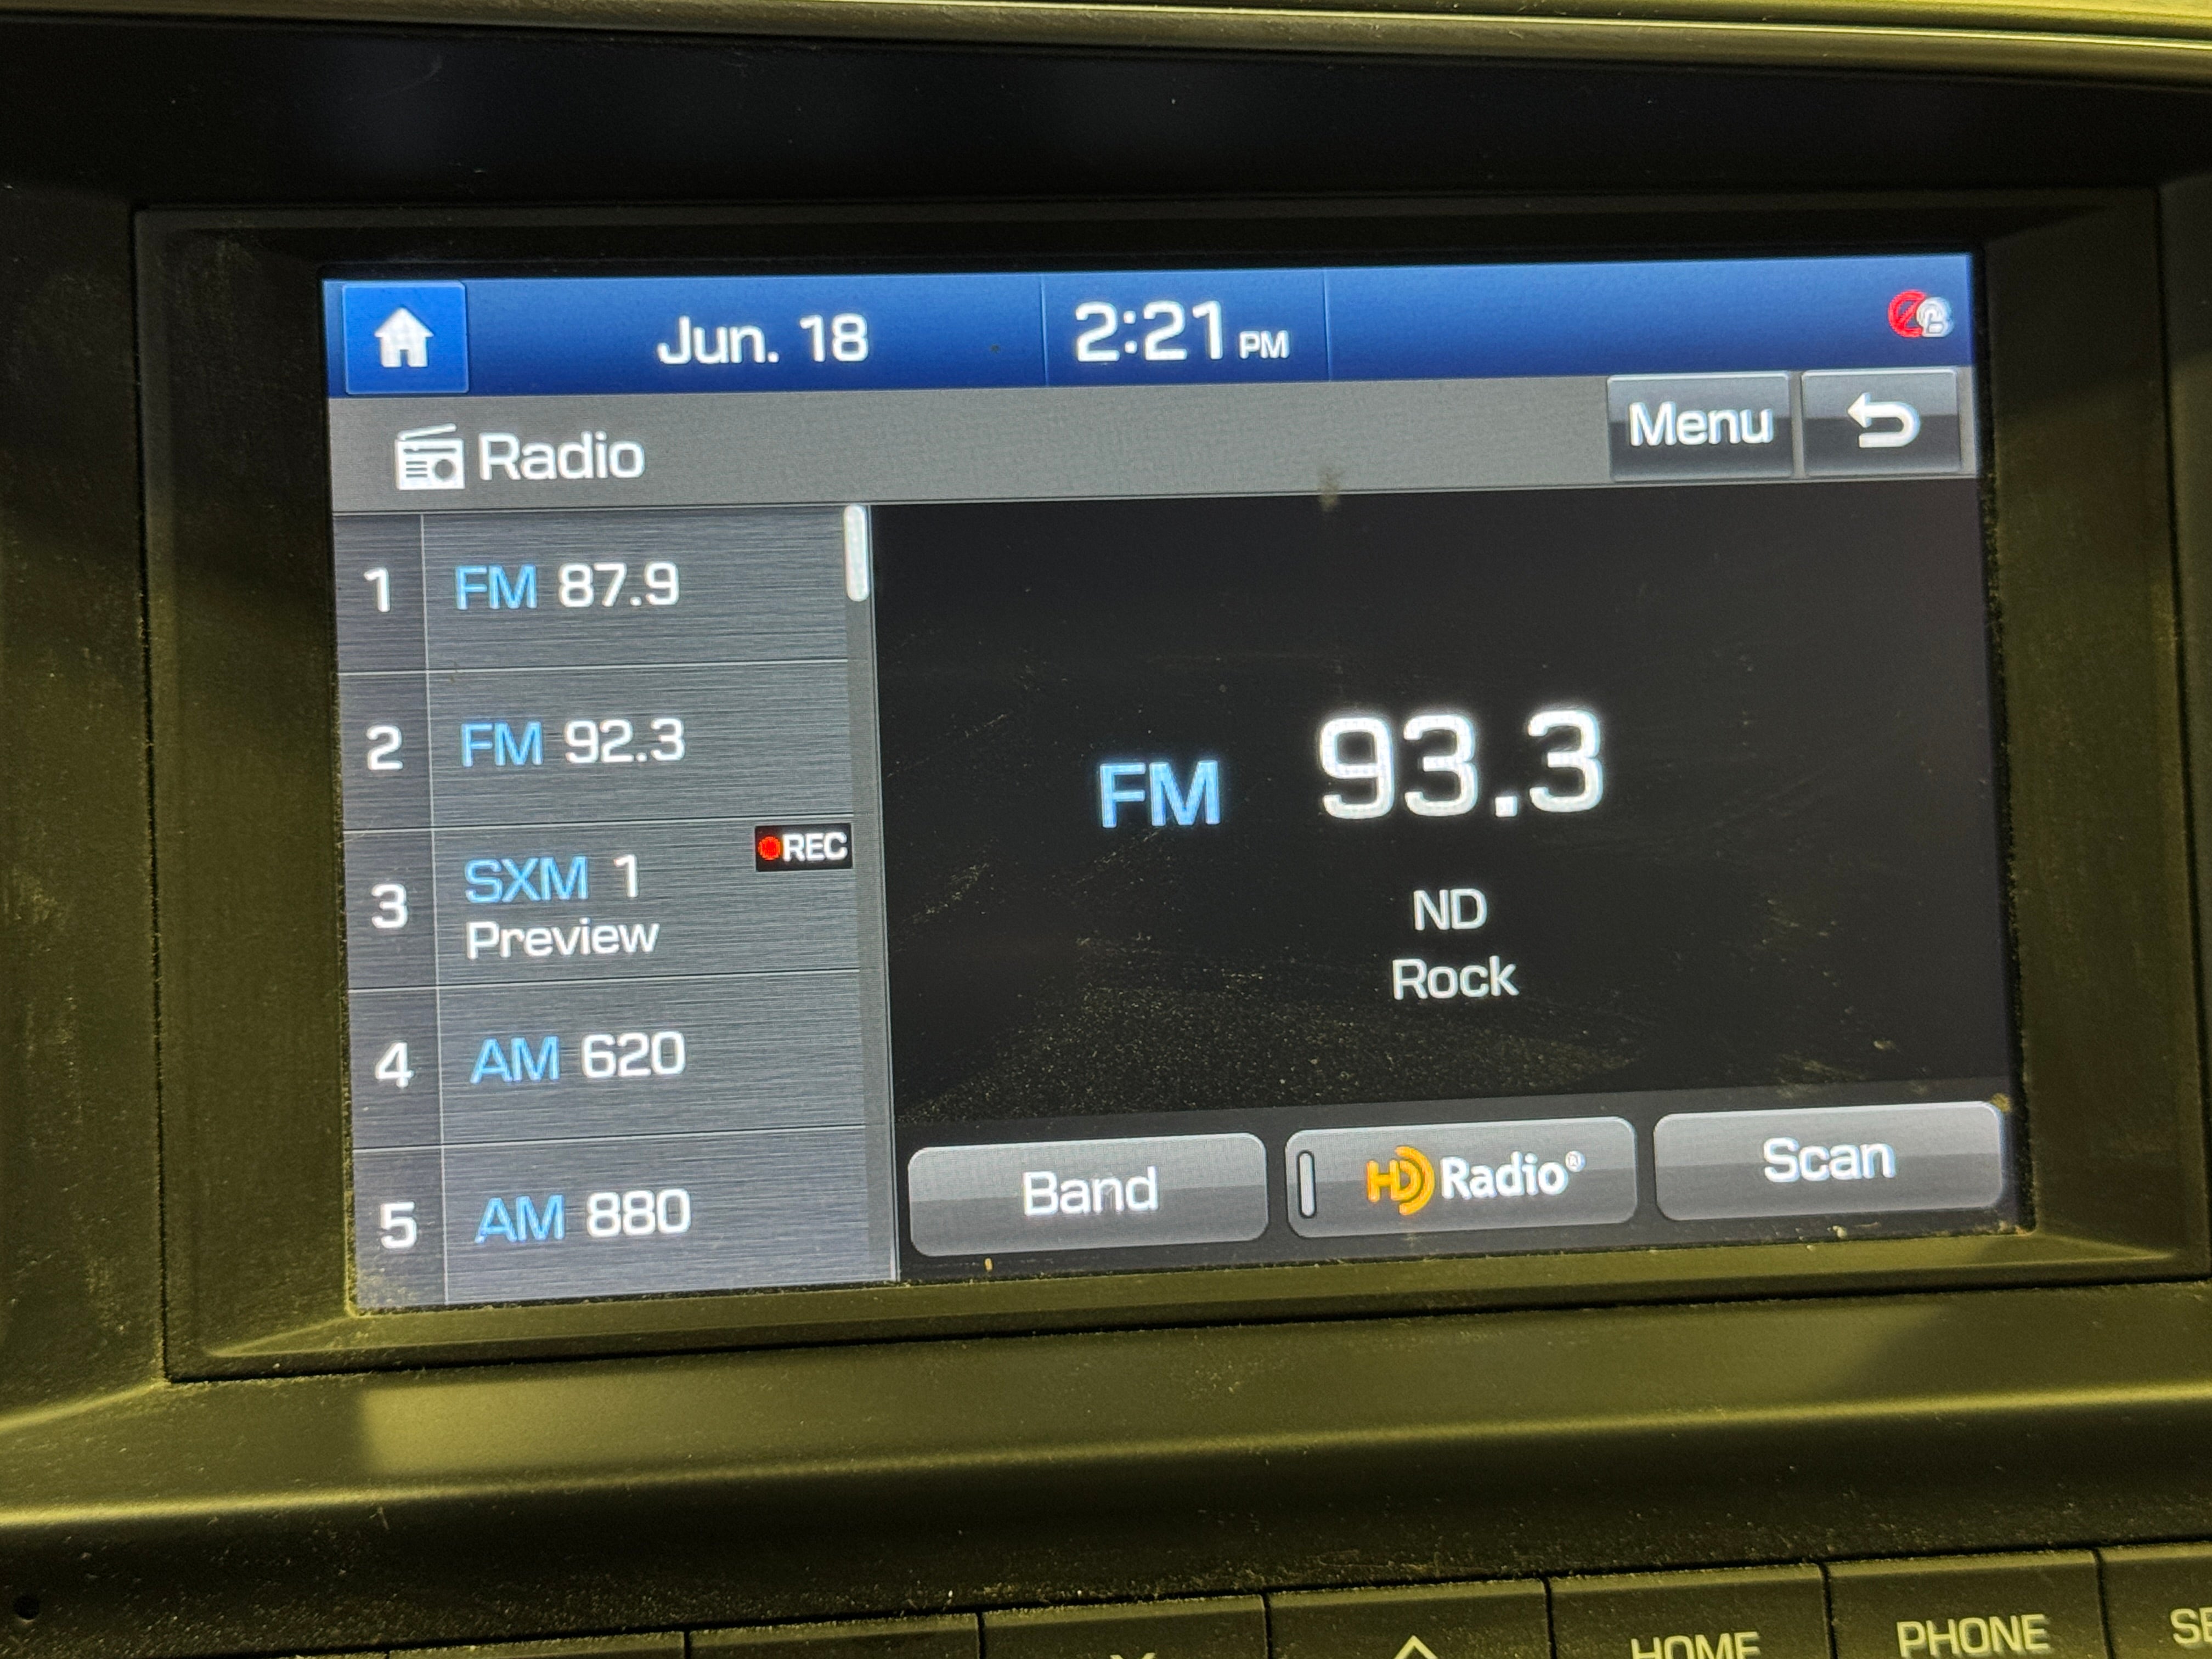 Jun. 18
2:21 PM
Radio
Menu
1 FM 87.9
2 FM 92.3
3 SXM 1 REC
Preview
4 AM 620
5 AM 880
FM 93.3
ND
Rock
Band
HD Radio®
Scan
HOME
PHONE